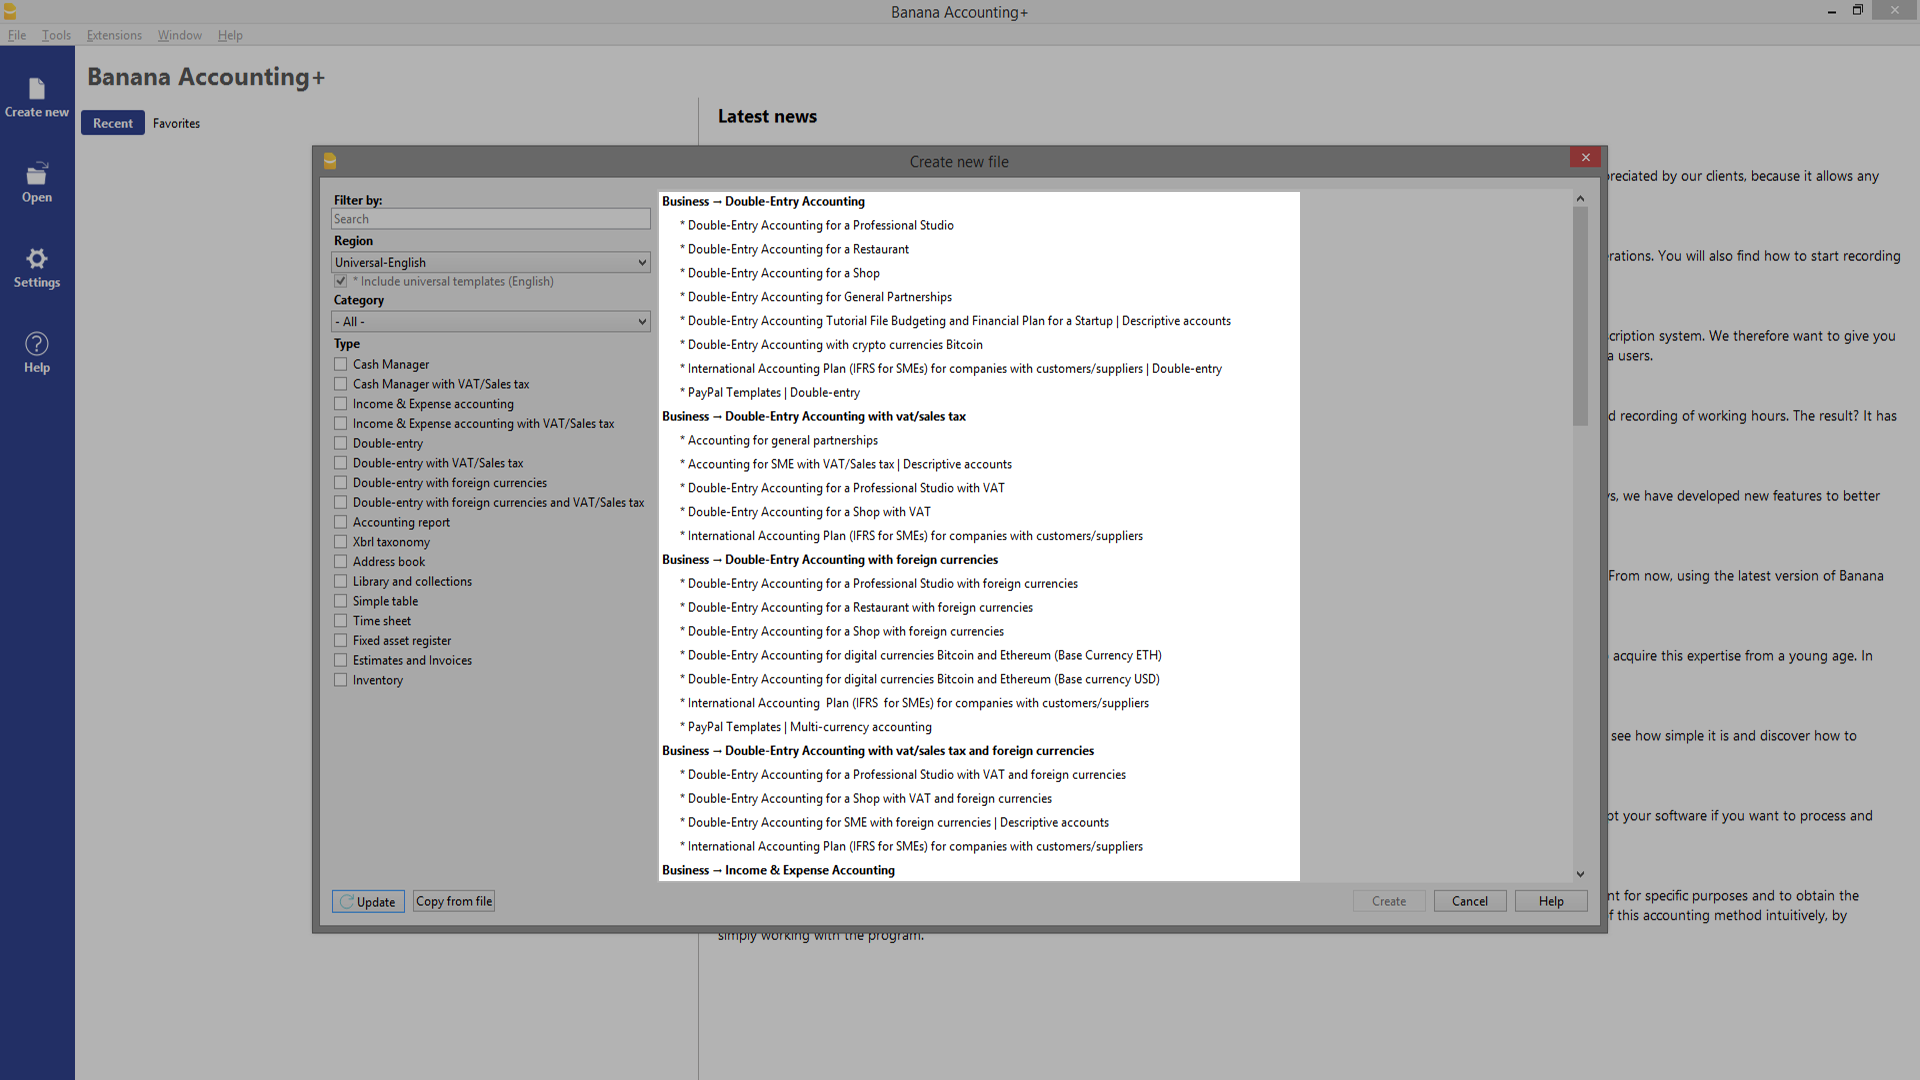 Banana Accounting+
File Tools Extensions Window Help
Banana Accounting+
Create new
Open
Settings
Help
Recent Favorites
Latest news
Create new file
Filter by:
Search
Region
Universal-English
* Include universal templates (English)
Category
- All -
Type
Cash Manager
Cash Manager with VAT/Sales tax
Income & Expense accounting
Income & Expense accounting with VAT/Sales tax
Double-entry
Double-entry with VAT/Sales tax
Double-entry with foreign currencies
Double-entry with foreign currencies and VAT/Sales tax
Accounting report
Xbrl taxonomy
Address book
Library and collections
Simple table
Time sheet
Fixed asset register
Estimates and Invoices
Inventory
Business → Double-Entry Accounting
* Double-Entry Accounting for a Professional Studio
* Double-Entry Accounting for a Restaurant
* Double-Entry Accounting for a Shop
* Double-Entry Accounting for General Partnerships
* Double-Entry Accounting Tutorial File Budgeting and Financial Plan for a Startup | Descriptive accounts
* Double-Entry Accounting with crypto currencies Bitcoin
* International Accounting Plan (IFRS for SMEs) for companies with customers/suppliers | Double-entry
* PayPal Templates | Double-entry
Business → Double-Entry Accounting with vat/sales tax
* Accounting for general partnerships
* Accounting for SME with VAT/Sales tax | Descriptive accounts
* Double-Entry Accounting for a Professional Studio with VAT
* Double-Entry Accounting for a Shop with VAT
* International Accounting Plan (IFRS for SMEs) for companies with customers/suppliers
Business → Double-Entry Accounting with foreign currencies
* Double-Entry Accounting for a Professional Studio with foreign currencies
* Double-Entry Accounting for a Restaurant with foreign currencies
* Double-Entry Accounting for a Shop with foreign currencies
* Double-Entry Accounting for digital currencies Bitcoin and Ethereum (Base Currency ETH)
* Double-Entry Accounting for digital currencies Bitcoin and Ethereum (Base currency USD)
* International Accounting  Plan (IFRS  for SMEs) for companies with customers/suppliers
* PayPal Templates | Multi-currency accounting
Business → Double-Entry Accounting with vat/sales tax and foreign currencies
* Double-Entry Accounting for a Professional Studio with VAT and foreign currencies
* Double-Entry Accounting for a Shop with VAT and foreign currencies
* Double-Entry Accounting for SME with foreign currencies | Descriptive accounts
* International Accounting Plan (IFRS for SMEs) for companies with customers/suppliers
Business → Income & Expense Accounting
Update Copy from file Create Cancel Help
by our clients, because it allows any
You will also find how to start recording
system. We therefore want to give you
users.
recording of working hours. The result? It has
we have developed new features to better
From now, using the latest version of Banana
acquire this expertise from a young age. In
see how simple it is and discover how to
your software if you want to process and
for specific purposes and to obtain the
of this accounting method intuitively, by
simply working with the program.